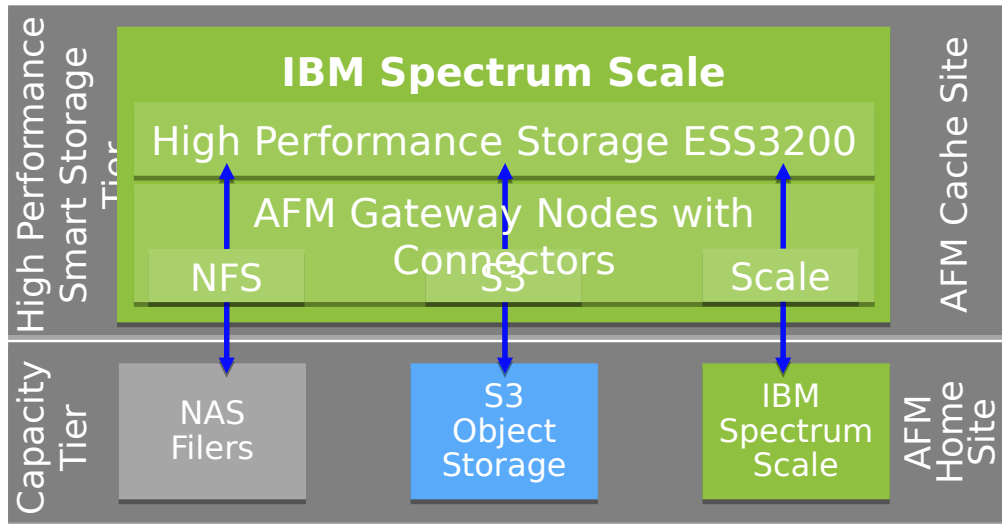 High Performance
Smart Storage
Tier
IBM Spectrum Scale
High Performance Storage ESS3200
AFM Gateway Nodes with
Connectors
NFS
S3
Scale
AFM Cache Site
Capacity
Tier
NAS
Filers
S3
Object
Storage
IBM
Spectrum
Scale
AFM
Home
Site